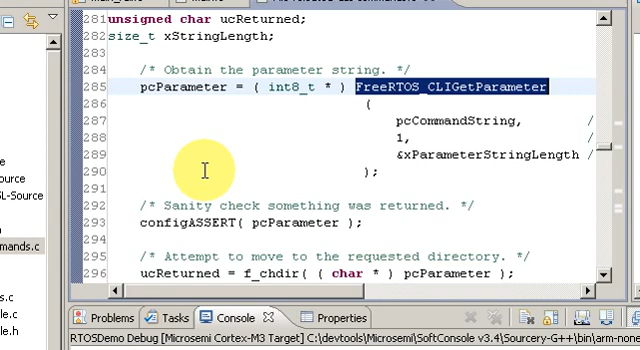 281 unsigned char ucReturned;
282 size_t xStringLength;
283
284 /* Obtain the parameter string. */
285 pcParameter = ( int8_t * ) FreeRTOS_CLIGetParameter
286 (
287 pcCommandString, /
288 1, /
289 &xParameterStringLength /
290 );
291
292 /* Sanity check something was returned. */
293 configASSERT( pcParameter );
294
295 /* Attempt to move to the requested directory. */
296 ucReturned = f_chdir( ( char * ) pcParameter );
e
ource
SL-Source
mands.c
s.c
le.c
le.h
Problems Tasks Console Properties
RTOSDemo Debug [Microsemi Cortex-M3 Target] C:\devtools\Microsemi\SoftConsole v3.4\Sourcery-G++\bin\arm-non